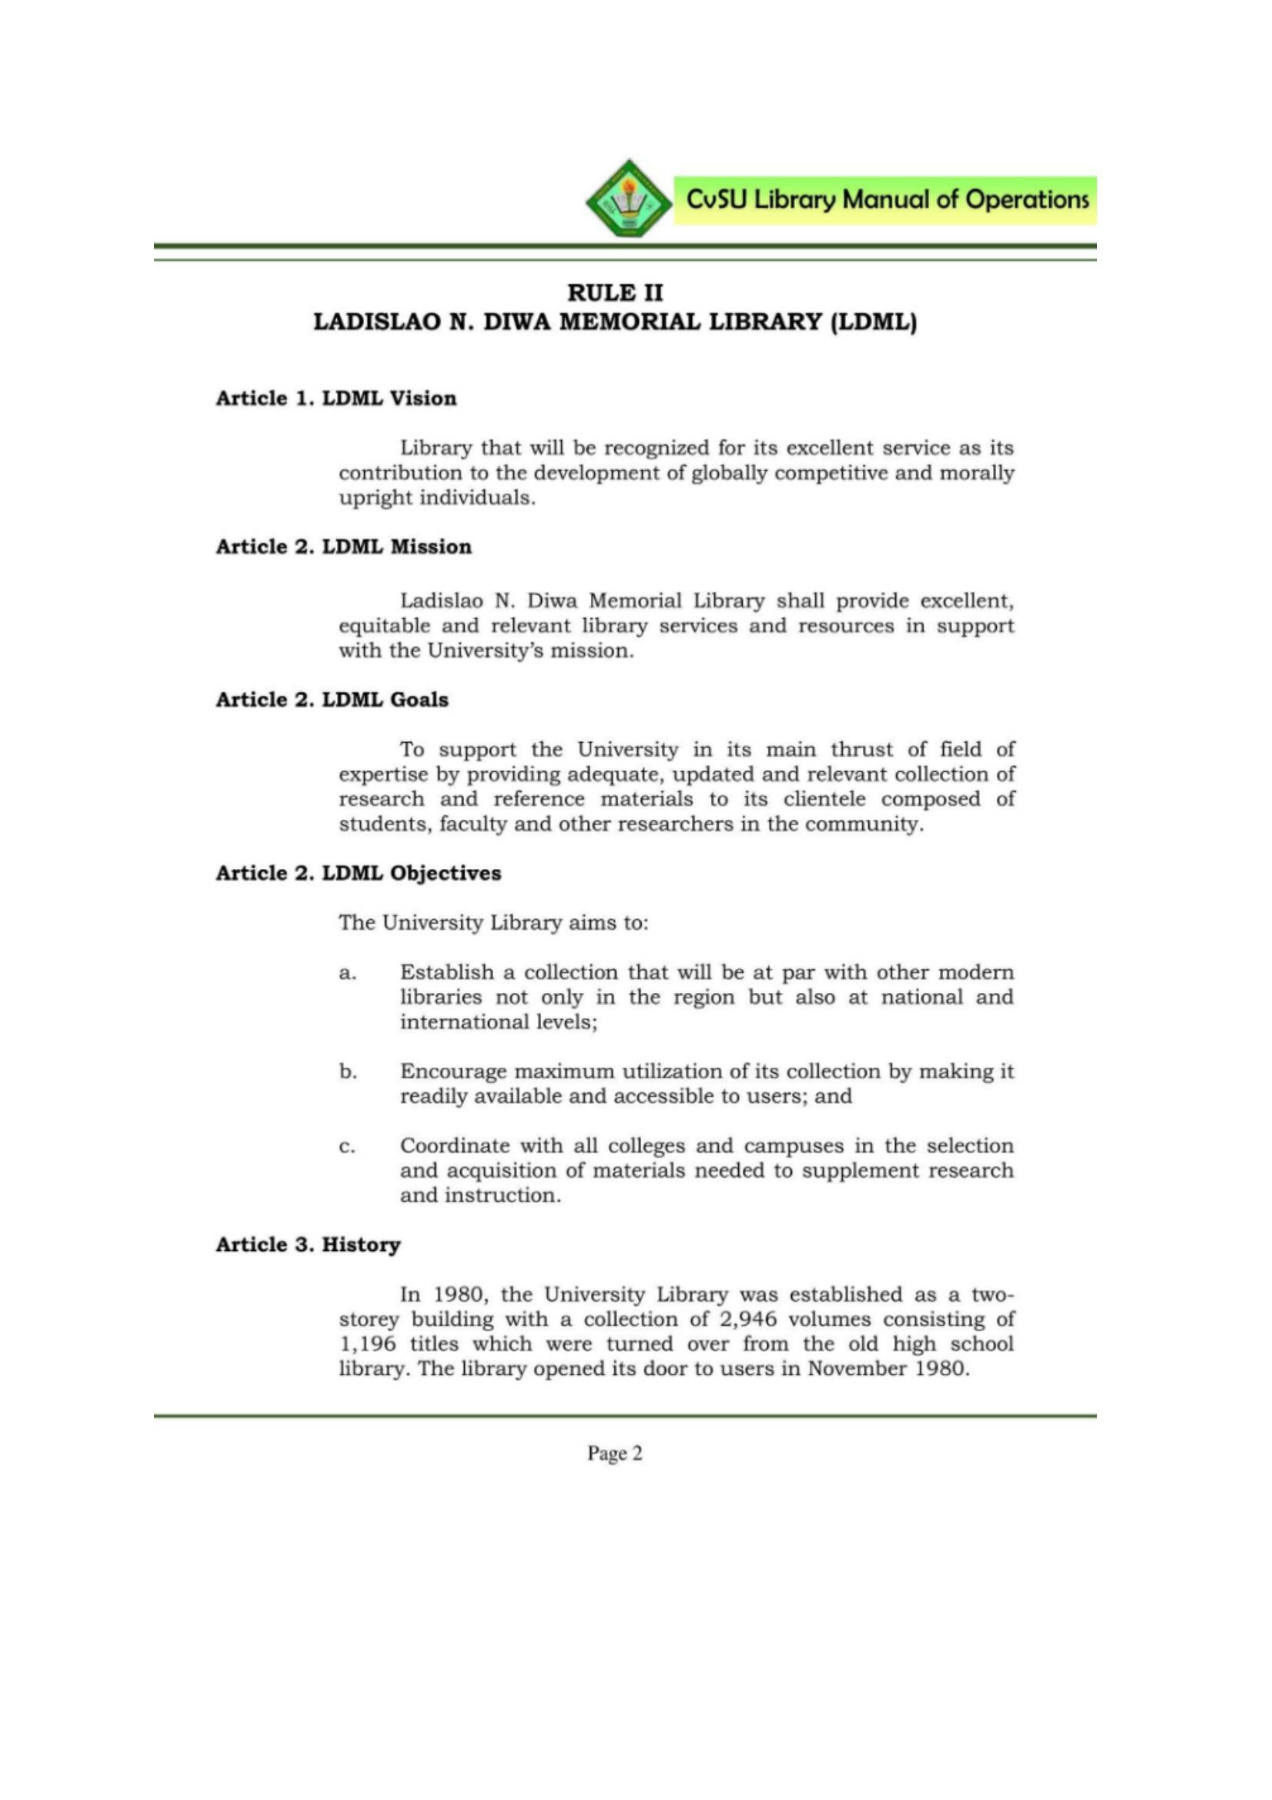 CvSU Library Manual of Operations
RULE II
LADISLAO N. DIWA MEMORIAL LIBRARY (LDML)
Article 1. LDML Vision
Library that will be recognized for its excellent service as its
contribution to the development of globally competitive and morally
upright individuals.
Article 2. LDML Mission
Ladislao N. Diwa Memorial Library shall provide excellent,
equitable and relevant library services and resources in support
with the University's mission.
Article 2. LDML Goals
To support the University in its main thrust of field of
expertise by providing adequate, updated and relevant collection of
research and reference materials to its clientele composed of
students, faculty and other researchers in the community.
Article 2. LDML Objectives
The University Library aims to:
a. Establish a collection that will be at par with other modern
libraries not only in the region but also at national and
international levels;
b. Encourage maximum utilization of its collection by making it
readily available and accessible to users; and
c. Coordinate with all colleges and campuses in the selection
and acquisition of materials needed to supplement research
and instruction.
Article 3. History
In 1980, the University Library was established as a two-
storey building with a collection of 2,946 volumes consisting of
1,196 titles which were turned over from the old high school
library. The library opened its door to users in November 1980.
Page 2